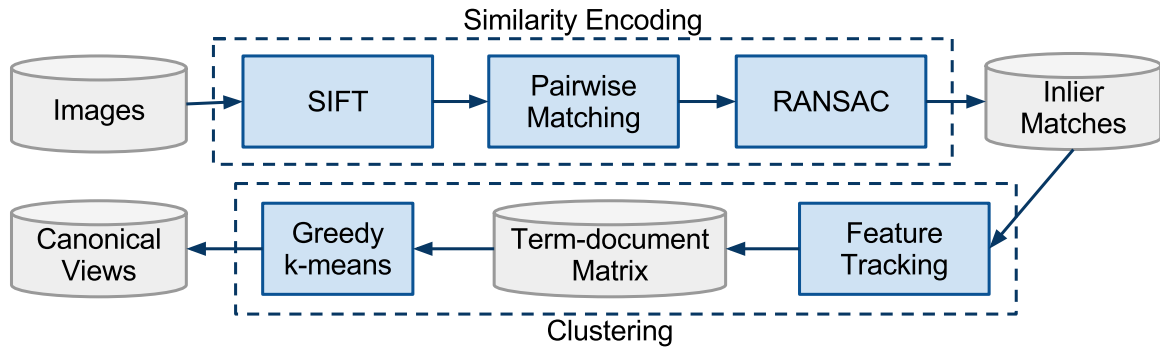 Similarity Encoding
Images
SIFT
Pairwise
Matching
RANSAC
Inlier
Matches
Canonical
Views
Greedy
k-means
Term-document
Matrix
Feature
Tracking
Clustering